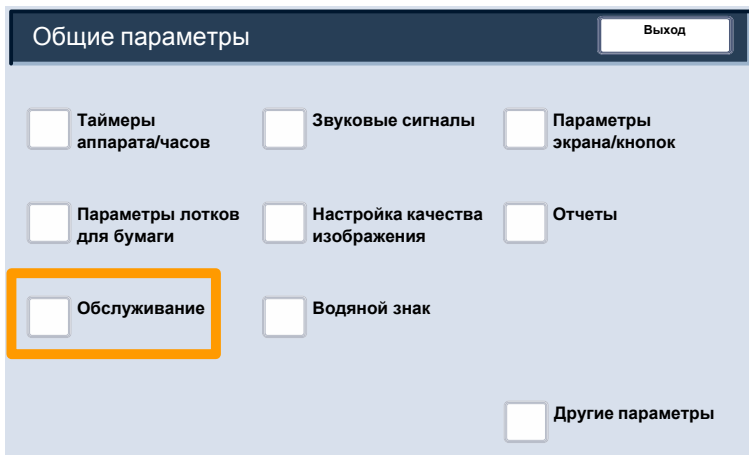 Общие параметры
Выход
Таймеры
аппарата/часов
Звуковые сигналы
Параметры
экрана/кнопок
Параметры лотков
для бумаги
Настройка качества
изображения
Отчеты
Обслуживание
Водяной знак
Другие параметры